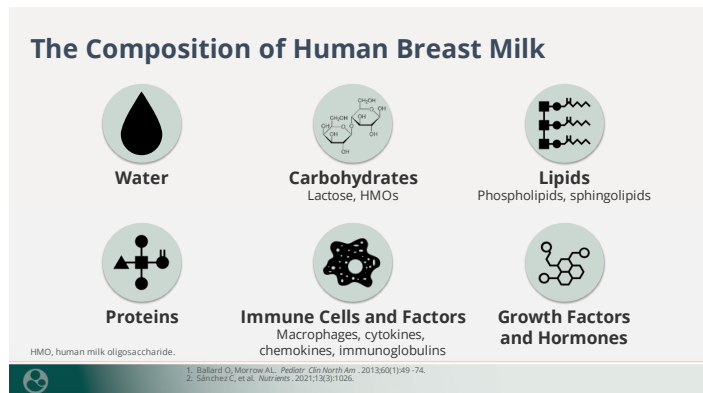 The Composition of Human Breast Milk
Water
Carbohydrates
Lactose, HMOs
Lipids
Phospholipids, sphingolipids
Proteins
Immune Cells and Factors
Macrophages, cytokines,
chemokines, immunoglobulins
Growth Factors
and Hormones
HMO, human milk oligosaccharide.
1. Ballard O, Morrow AL. Pediatr Clin North Am . 2013;60(1):49 -74.
2. Sánchez C, et al. Nutrients . 2021;13(3):1026.